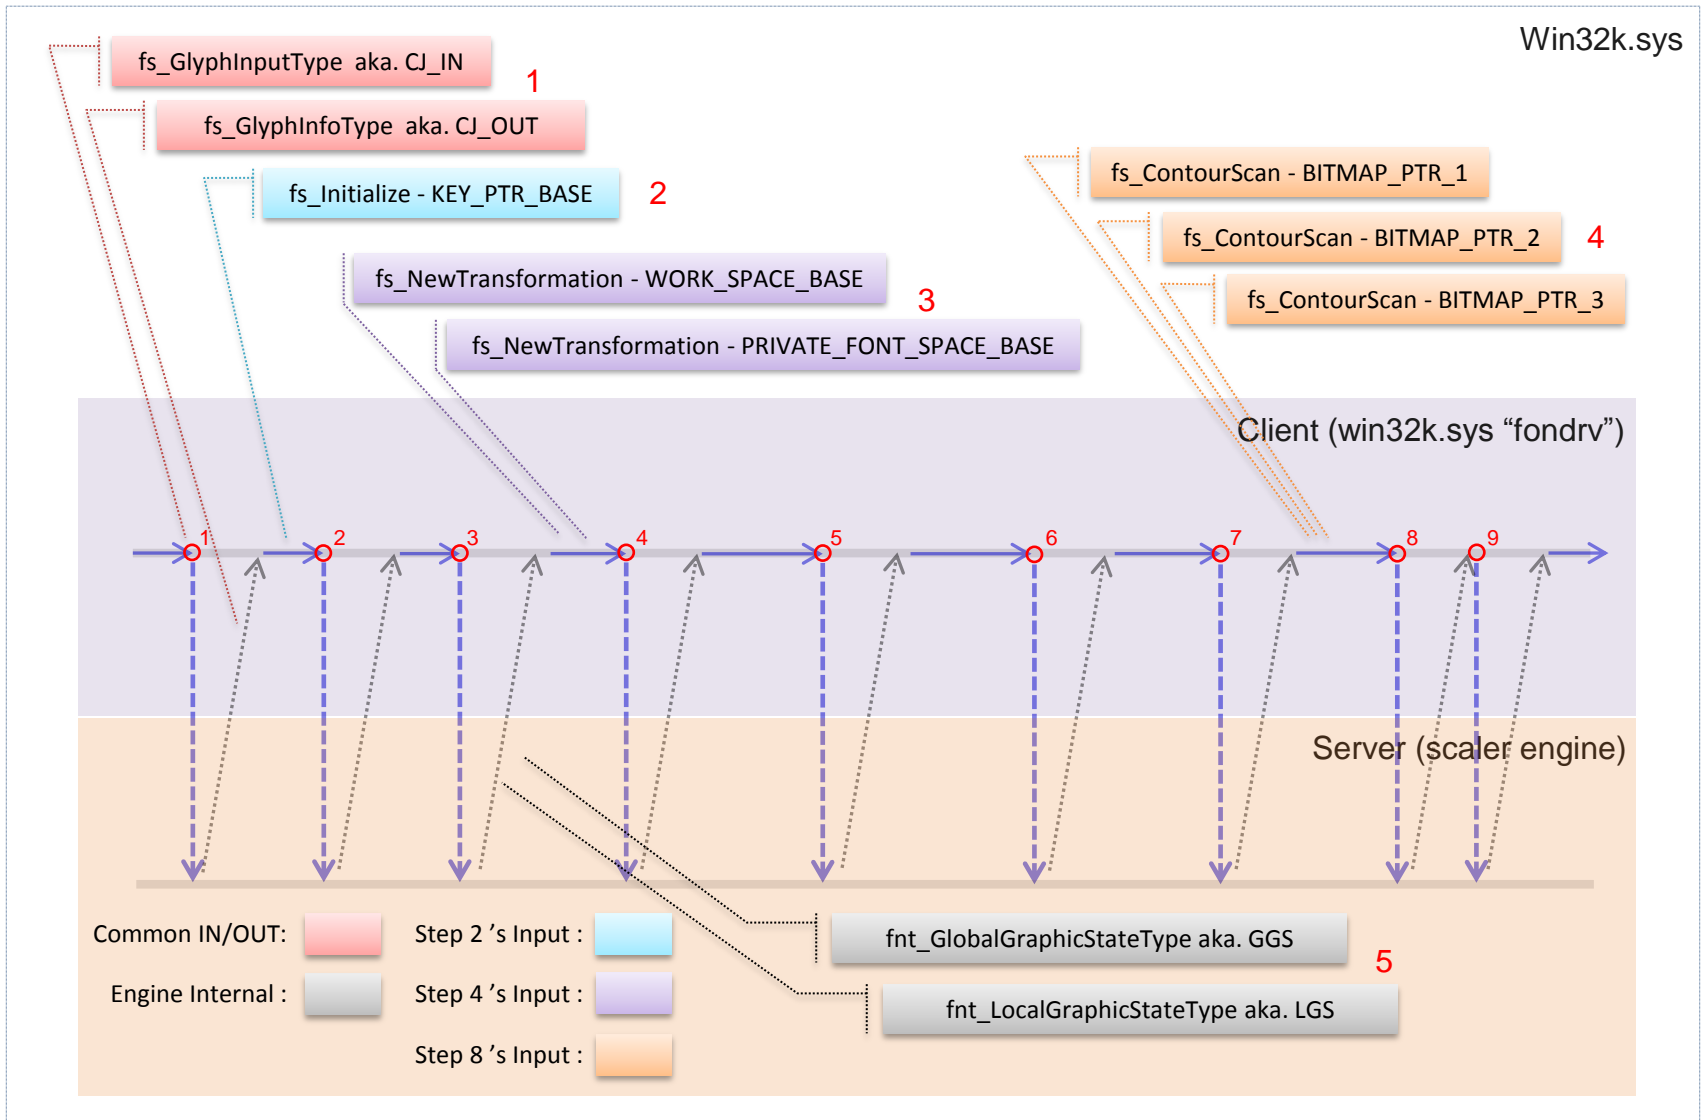 Win32k.sys
fs_GlyphInputType aka. CJ_IN
1
fs_GlyphInfoType aka. CJ_OUT
fs_Initialize - KEY_PTR_BASE
2
fs_NewTransformation - WORK_SPACE_BASE
3
fs_NewTransformation - PRIVATE_FONT_SPACE_BASE
fs_ContourScan - BITMAP_PTR_1
fs_ContourScan - BITMAP_PTR_2
4
fs_ContourScan - BITMAP_PTR_3
Client (win32k.sys “fondrv”)
1 2 3 4 5 6 7 8 9
Server (scaler engine)
Common IN/OUT:
Step 2 ’s Input :
Engine Internal :
Step 4 ’s Input :
Step 8 ’s Input :
fnt_GlobalGraphicStateType aka. GGS
5
fnt_LocalGraphicStateType aka. LGS